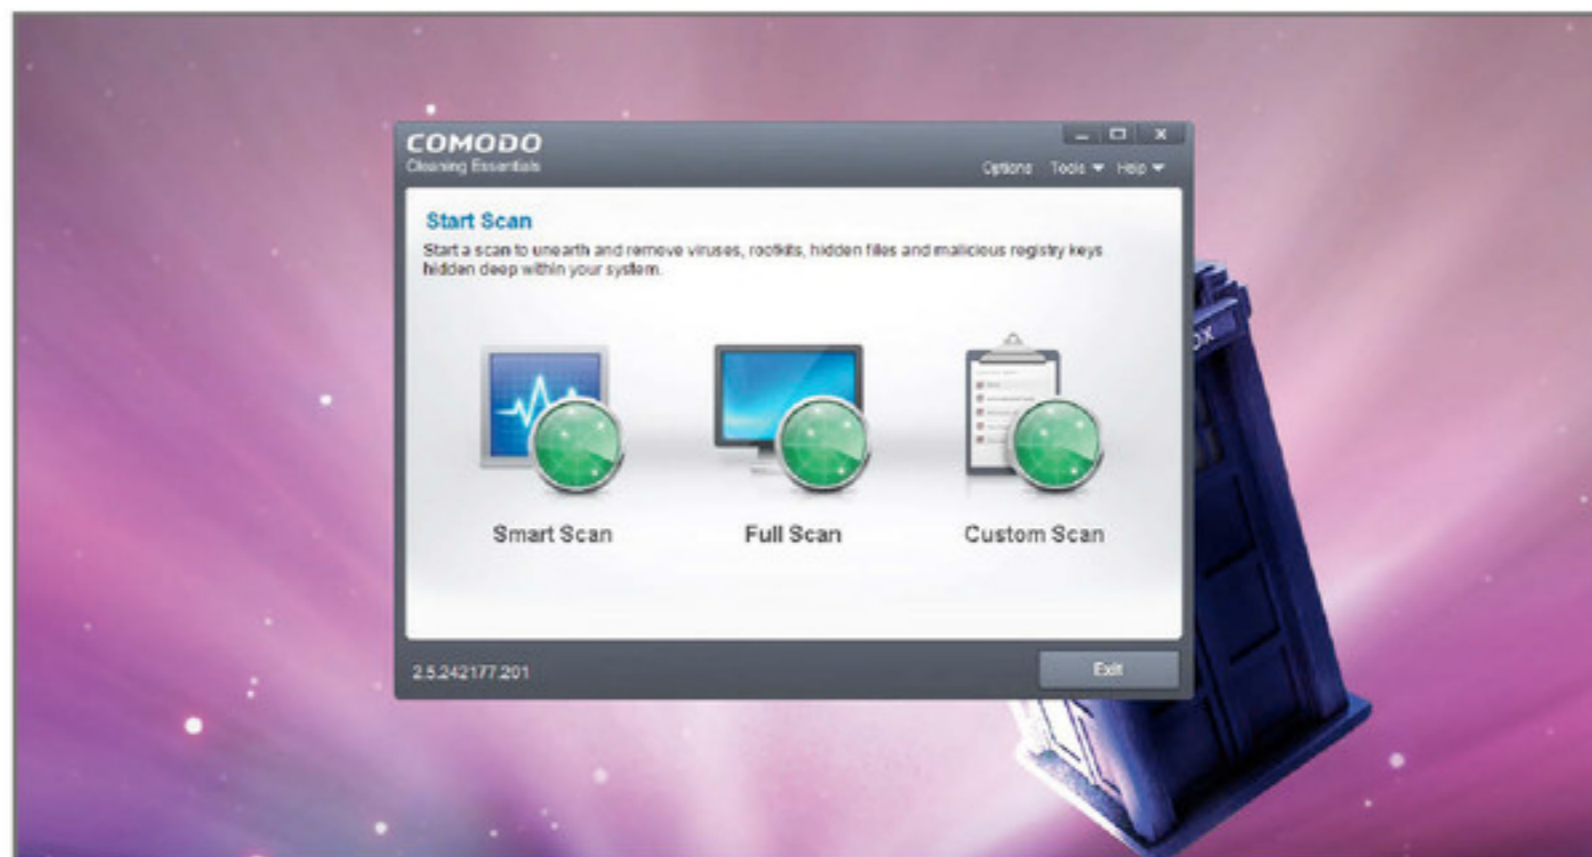 COMODO
Cleaning Essentials
Options Tools Help
Start Scan
Start a scan to unearth and remove viruses, rootkits, hidden files and malicious registry keys
hidden deep within your system.
OX
Smart Scan Full Scan Custom Scan
2.5.242177.201
Exit